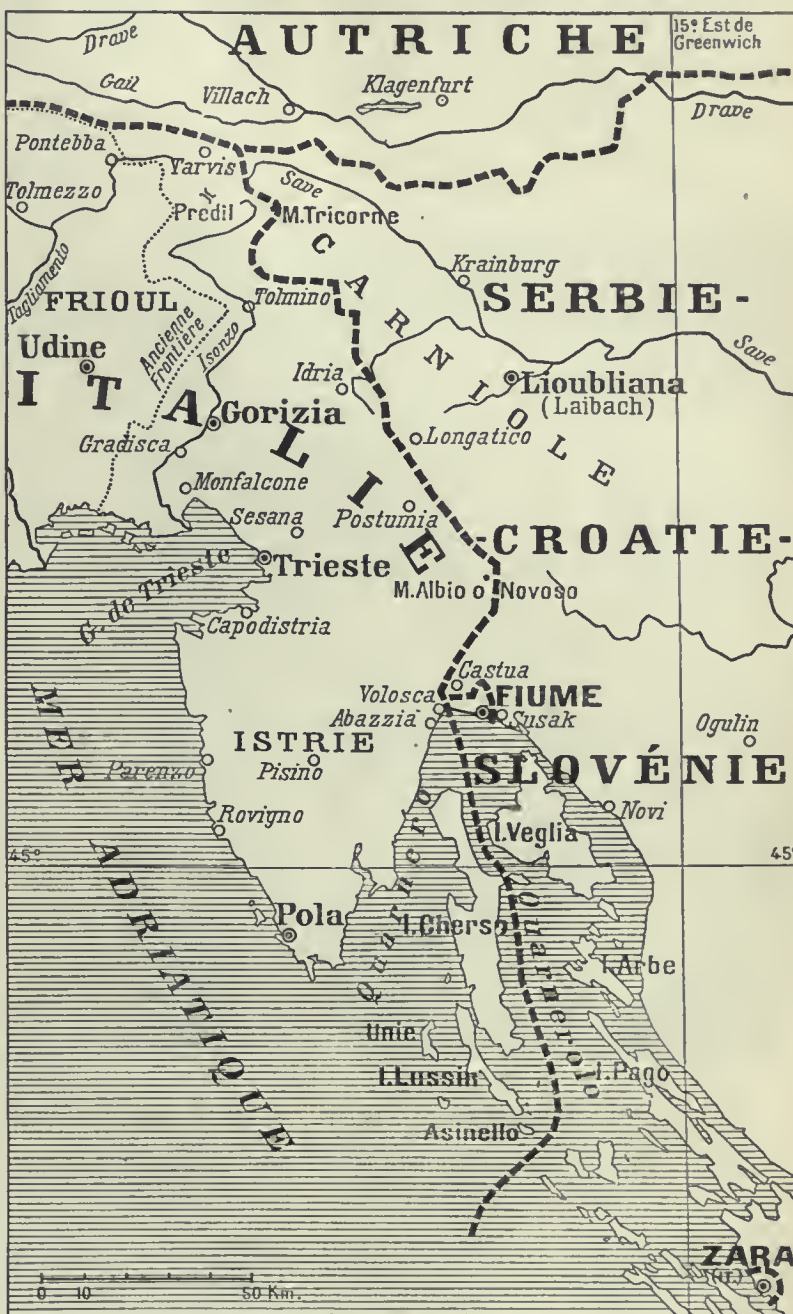 AUTRICHE
15º Est de
Greenwich
Drave
Gail
Villach
Klagenfurt
Drave
Pontebba
Tarvis
Save
Tolmezzo
Predil
M.Tricorne
CARNIOLE
Krainburg
SERBIE-
Tagliamento
FRIOUL
Tolmino
Ancienne
Frontière
Isonzo
Save
Udine
Idria
Lioubliana
(Laibach)
ITALIE
Gorizia
Gradisca
Longatico
Monfalcone
Sesana
Postumia
-CROATIE-
Trieste
G. de Trieste
M.Albio o Novoso
Capodistria
Castua
Volosca
FIUME
Abazzia
Susak
Ogulin
MER ADRIATIQUE
ISTRIE
Parenzo
Pisino
SLOVÉNIE
Rovigno
Novi
I.Veglia
45º
45º
Quarnero
Pola
I.Cherso
Quarnerolo
I.Arbe
Unie
I.Lussin
I.Pago
Asinello
ZARA
(IT.)
0 10 50 Km.